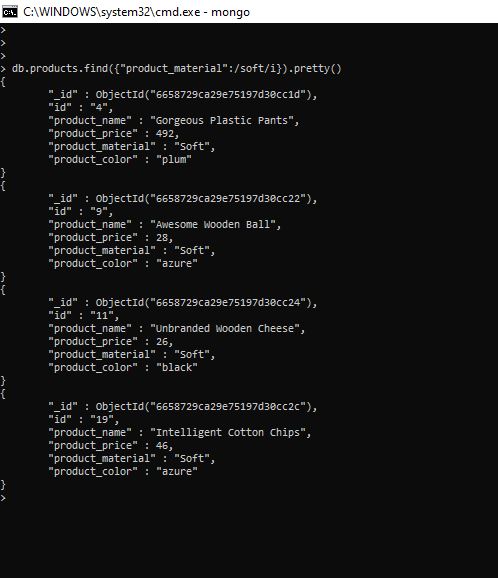 C:\WINDOWS\system32\cmd.exe - mongo
>
>
>
> db.products.find({"product_material":/soft/i}).pretty()
{
"_id" : ObjectId("6658729ca29e75197d30cc1d"),
"id" : "4",
"product_name" : "Gorgeous Plastic Pants",
"product_price" : 492,
"product_material" : "Soft",
"product_color" : "plum"
}
{
"_id" : ObjectId("6658729ca29e75197d30cc22"),
"id" : "9",
"product_name" : "Awesome Wooden Ball",
"product_price" : 28,
"product_material" : "Soft",
"product_color" : "azure"
}
{
"_id" : ObjectId("6658729ca29e75197d30cc24"),
"id" : "11",
"product_name" : "Unbranded Wooden Cheese",
"product_price" : 26,
"product_material" : "Soft",
"product_color" : "black"
}
{
"_id" : ObjectId("6658729ca29e75197d30cc2c"),
"id" : "19",
"product_name" : "Intelligent Cotton Chips",
"product_price" : 46,
"product_material" : "Soft",
"product_color" : "azure"
}
>